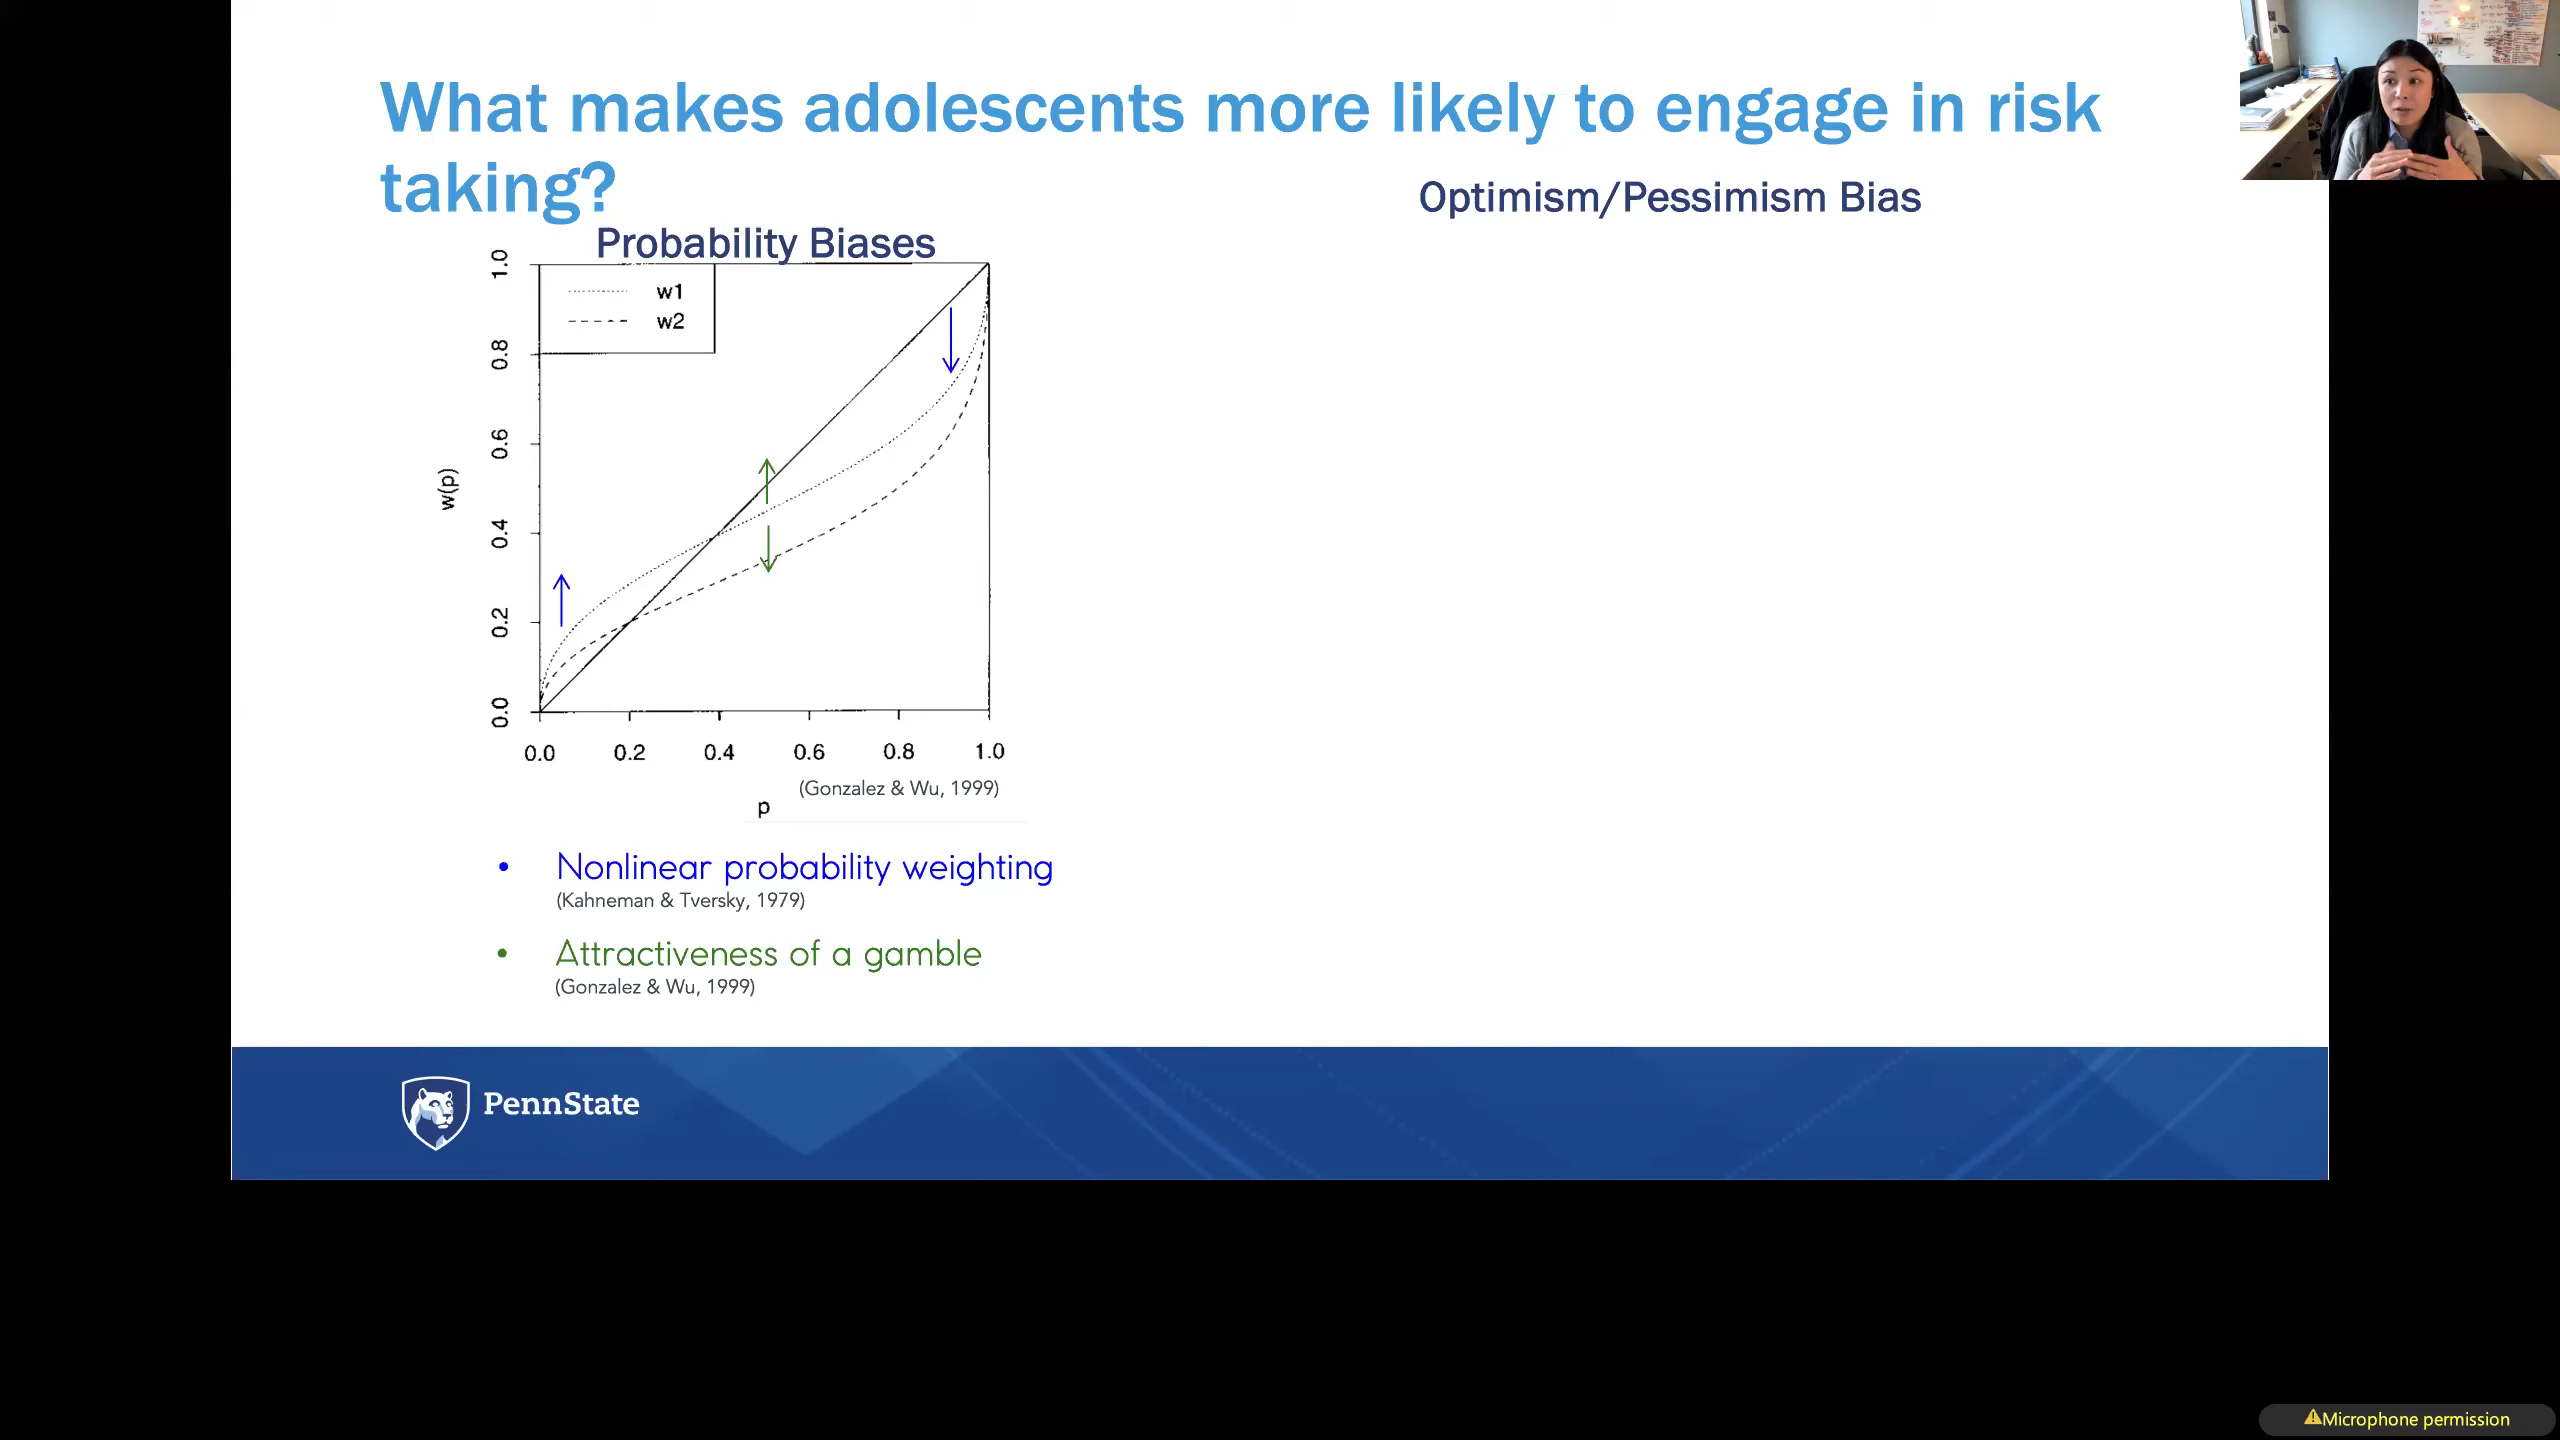 What makes adolescents more likely to engage in risk
taking?
Optimism/Pessimism Bias
Probability Biases
w1
w2
1.0
0.8
0.6
0.4
0.2
0.0
w(p)
0.0 0.2 0.4 0.6 0.8 1.0
(Gonzalez & Wu, 1999)
p
• Nonlinear probability weighting
(Kahneman & Tversky, 1979)
• Attractiveness of a gamble
(Gonzalez & Wu, 1999)
PennState
Microphone permission